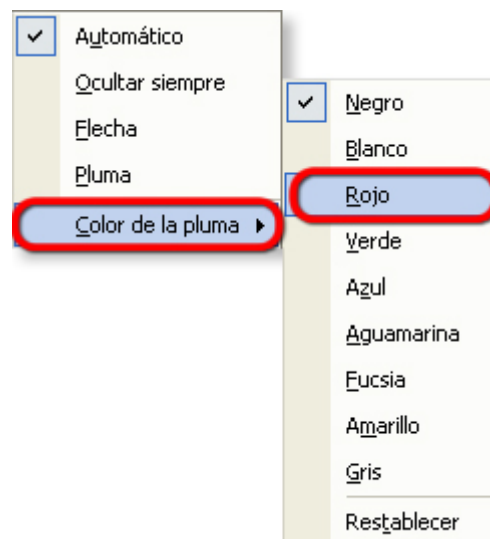 Automático
Ocultar siempre
Flecha
Pluma
Color de la pluma
Negro
Blanco
Rojo
Verde
Azul
Aguamarina
Fucsia
Amarillo
Gris
Restablecer